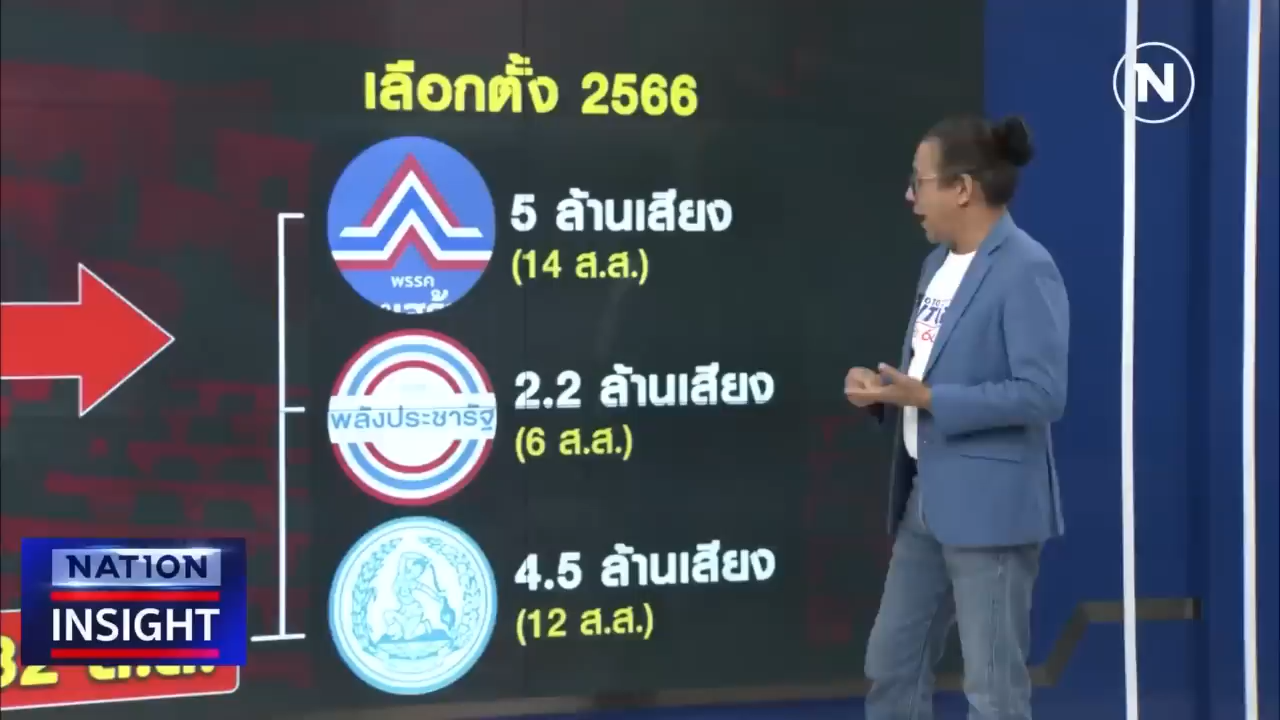 เลือกตั้ง 2566
N
พรรค
5 ล้านเสียง
(14 ส.ส.)
พลังประชารัฐ
2.2 ล้านเสียง
(6 ส.ส.)
4.5 ล้านเสียง
(12 ส.ส.)
NATION
INSIGHT